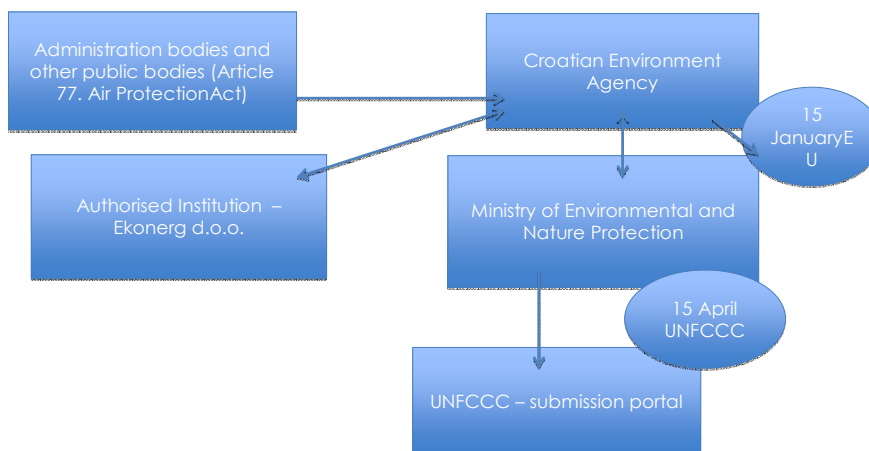 Administration bodies and
other public bodies (Article
77. Air ProtectionAct)
Croatian Environment
Agency
15
JanuaryE
U
Authorised Institution –
Ekonerg d.o.o.
Ministry of Environmental and
Nature Protection
15 April
UNFCCC
UNFCCC – submission portal